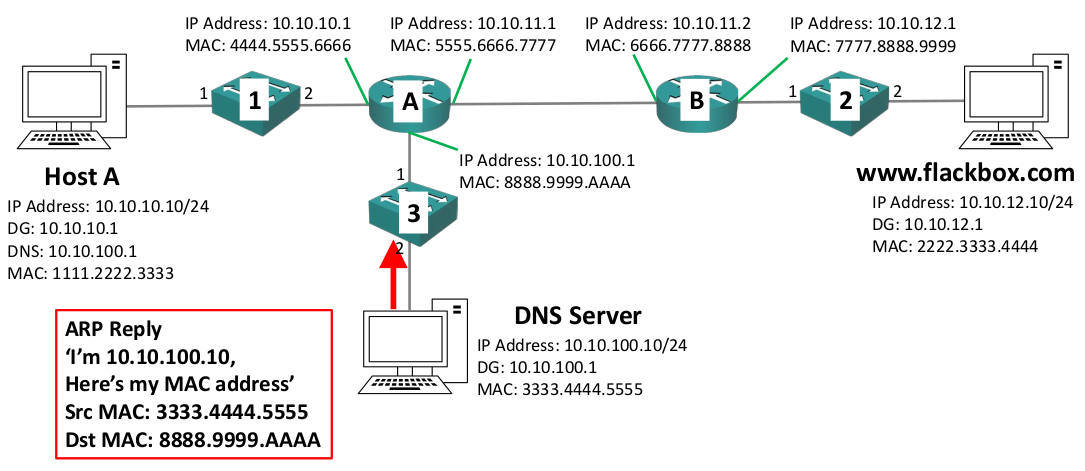 IP Address: 10.10.10.1
MAC: 4444.5555.6666
IP Address: 10.10.11.1
MAC: 5555.6666.7777
IP Address: 10.10.11.2
MAC: 6666.7777.8888
IP Address: 10.10.12.1
MAC: 7777.8888.9999
1
1
2
A
B
1
2
2
Host A
IP Address: 10.10.10.10/24
DG: 10.10.10.1
DNS: 10.10.100.1
MAC: 1111.2222.3333
IP Address: 10.10.100.1
MAC: 8888.9999.AAAA
www.flackbox.com
IP Address: 10.10.12.10/24
DG: 10.10.12.1
MAC: 2222.3333.4444
1
3
2
ARP Reply
‘I’m 10.10.100.10,
Here’s my MAC address’
Src MAC: 3333.4444.5555
Dst MAC: 8888.9999.AAAA
DNS Server
IP Address: 10.10.100.10/24
DG: 10.10.100.1
MAC: 3333.4444.5555